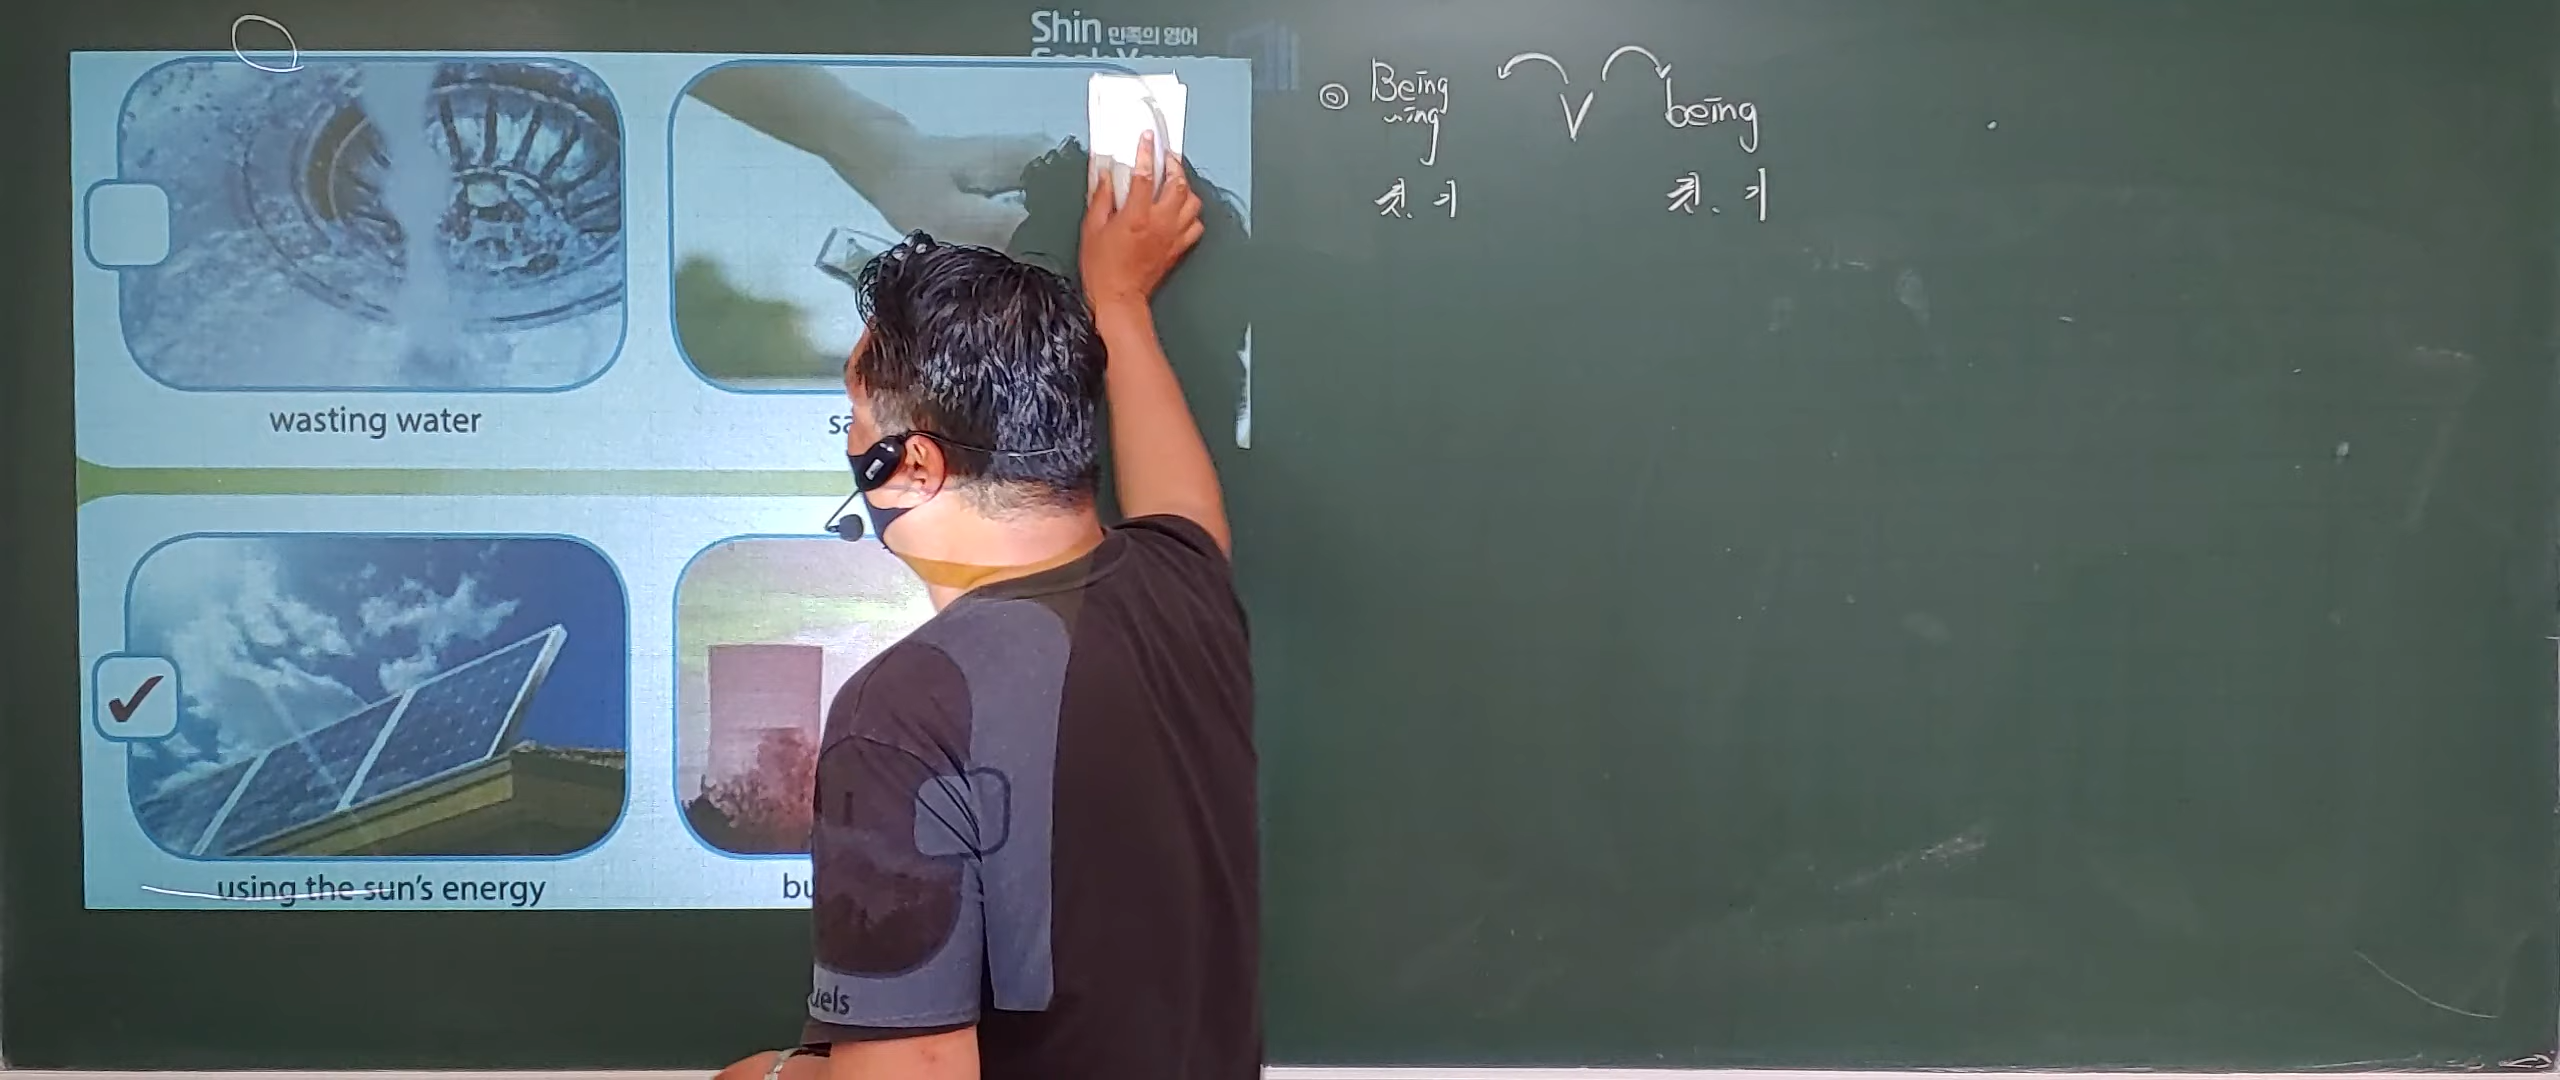 Shin 민족의 영어
wasting water
using the sun's energy
uels
◎ Being V being
~ing
것. 기 것. 기